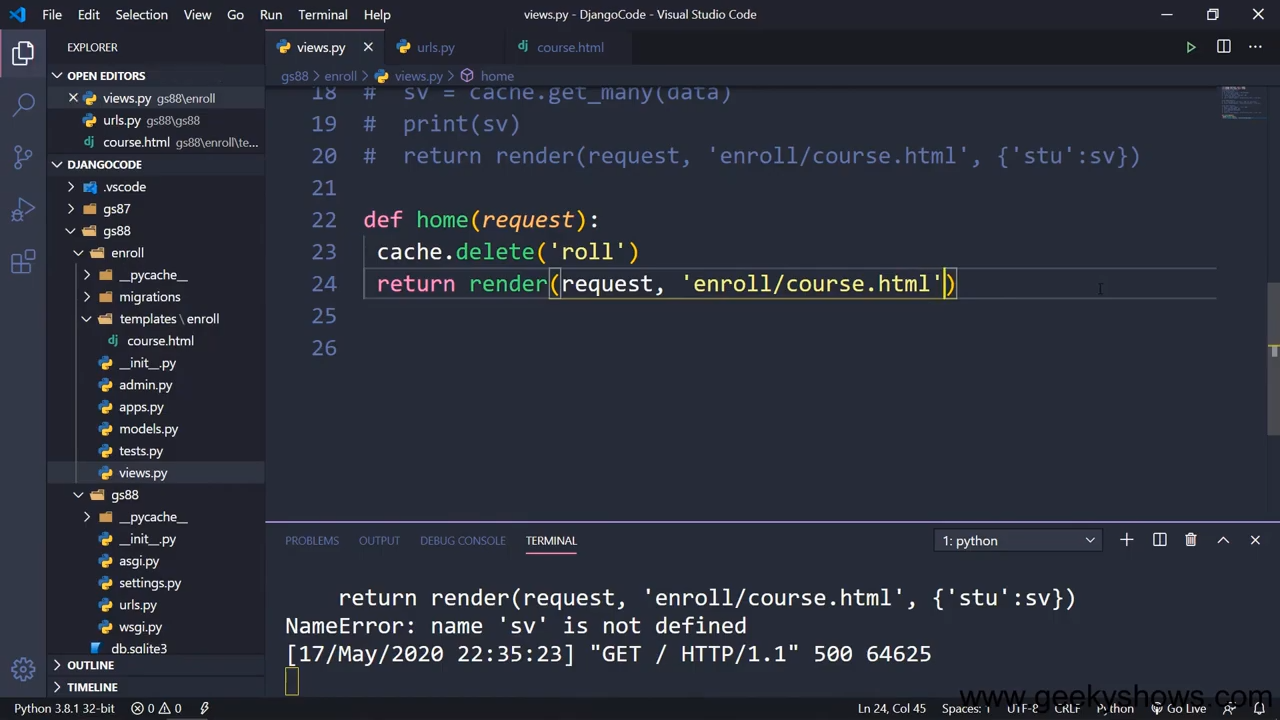 File Edit Selection View Go Run Terminal Help views.py - DjangoCode - Visual Studio Code
EXPLORER
OPEN EDITORS
views.py gs88\enroll
urls.py gs88\gs88
course.html gs88\enroll\te...
DJANGOCODE
.vscode
gs87
gs88
enroll
__pycache__
migrations
templates \ enroll
course.html
__init__.py
admin.py
apps.py
models.py
tests.py
views.py
gs88
__pycache__
__init__.py
asgi.py
settings.py
urls.py
wsgi.py
db.sqlite3
OUTLINE
TIMELINE
views.py urls.py course.html
gs88 > enroll > views.py > home
18 # sv = cache.get_many(data)
19 # print(sv)
20 # return render(request, 'enroll/course.html', {'stu':sv})
21
22 def home(request):
23 cache.delete('roll')
24 return render(request, 'enroll/course.html')
25
26
PROBLEMS OUTPUT DEBUG CONSOLE TERMINAL 1: python
return render(request, 'enroll/course.html', {'stu':sv})
NameError: name 'sv' is not defined
[17/May/2020 22:35:23] "GET / HTTP/1.1" 500 64625
www.geekyshows.com
Python 3.8.1 32-bit 0 0 Ln 24, Col 45 Spaces: 1 UTF-8 CRLF Python Go Live